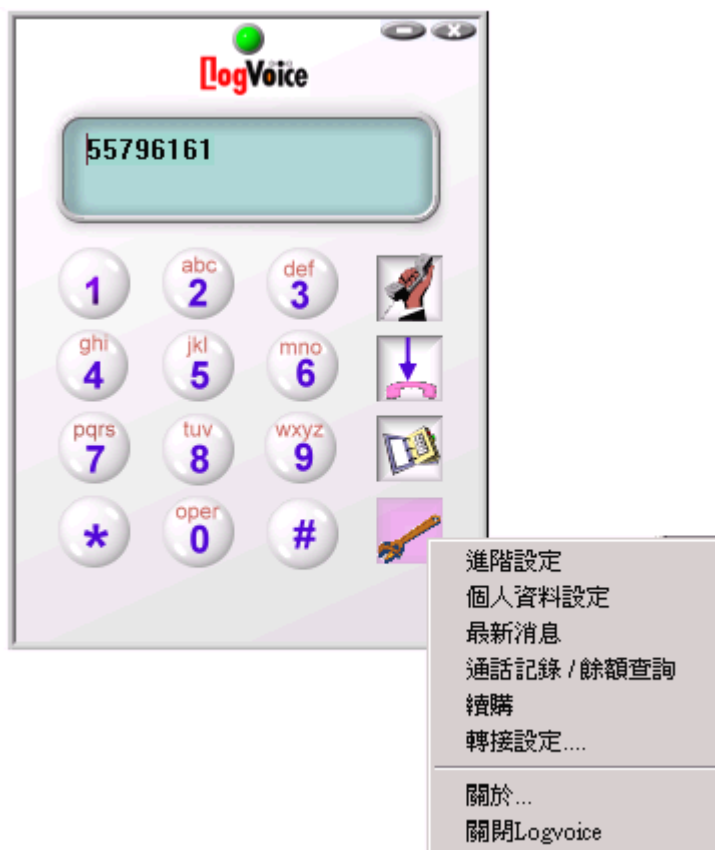 LogVoice
55796161
1
abc
2
def
3
ghi
4
jkl
5
mno
6
pqrs
7
tuv
8
wxyz
9
*
oper
0
#
進階設定
個人資料設定
最新消息
通話記錄 / 餘額查詢
續購
轉接設定....
關於...
關閉Logvoice